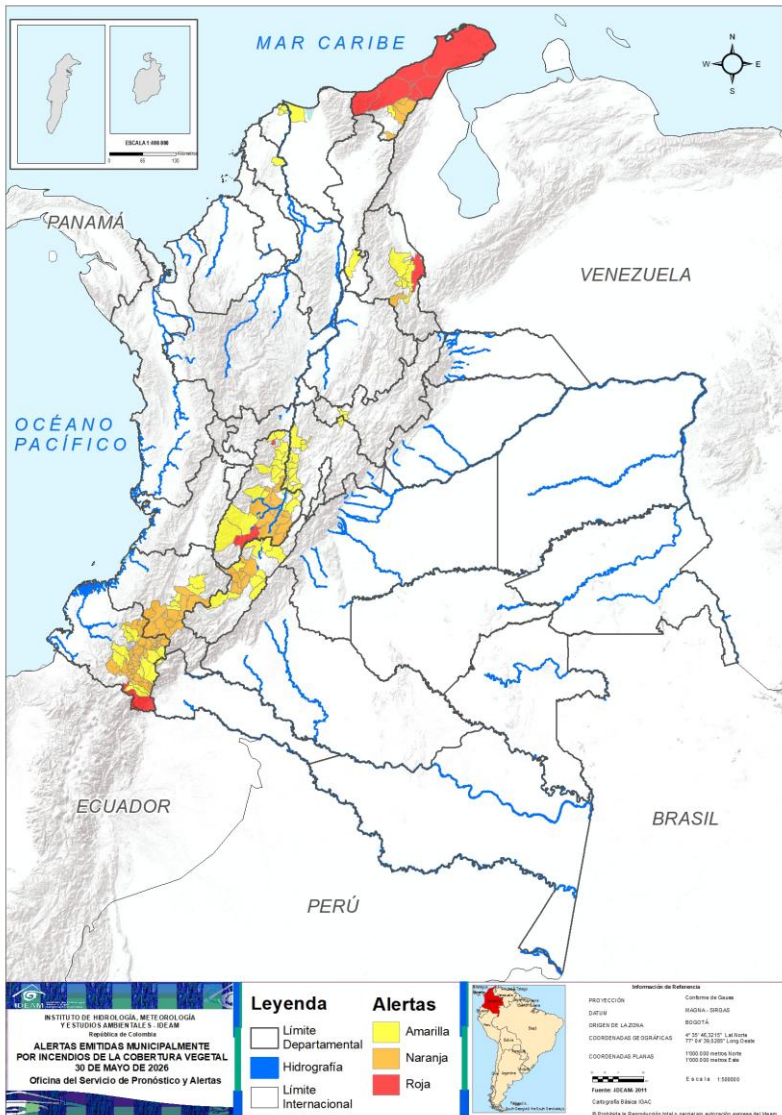 MAR CARIBE
N
W
E
S
ESCALA 1:400 000
0
65
130
PANAMÁ
VENEZUELA
OCÉANO
PACÍFICO
ECUADOR
BRASIL
PERÚ
IDEAM
INSTITUTO DE HIDROLOGÍA, METEOROLOGÍA
Y ESTUDIOS AMBIENTALES - IDEAM
República de Colombia
ALERTAS EMITIDAS MUNICIPALMENTE
POR INCENDIOS DE LA COBERTURA VEGETAL
30 DE MAYO DE 2026
Oficina del Servicio de Pronóstico y Alertas
Leyenda
Límite
Departamental
Hidrografía
Límite
Internacional
Alertas
Amarilla
Naranja
Roja
Información de Referencia
PROYECCIÓN
Conforme de Gauss
DATUM
MAGNA - SIRGAS
ORIGEN DE LA ZONA
BOGOTÁ
COORDENADAS GEOGRÁFICAS
COORDENADAS PLANAS
1'000.000 metros Norte
1'000.000 metros Este
Fuente: IDEAM 2011
Cartografía Básica IGAC